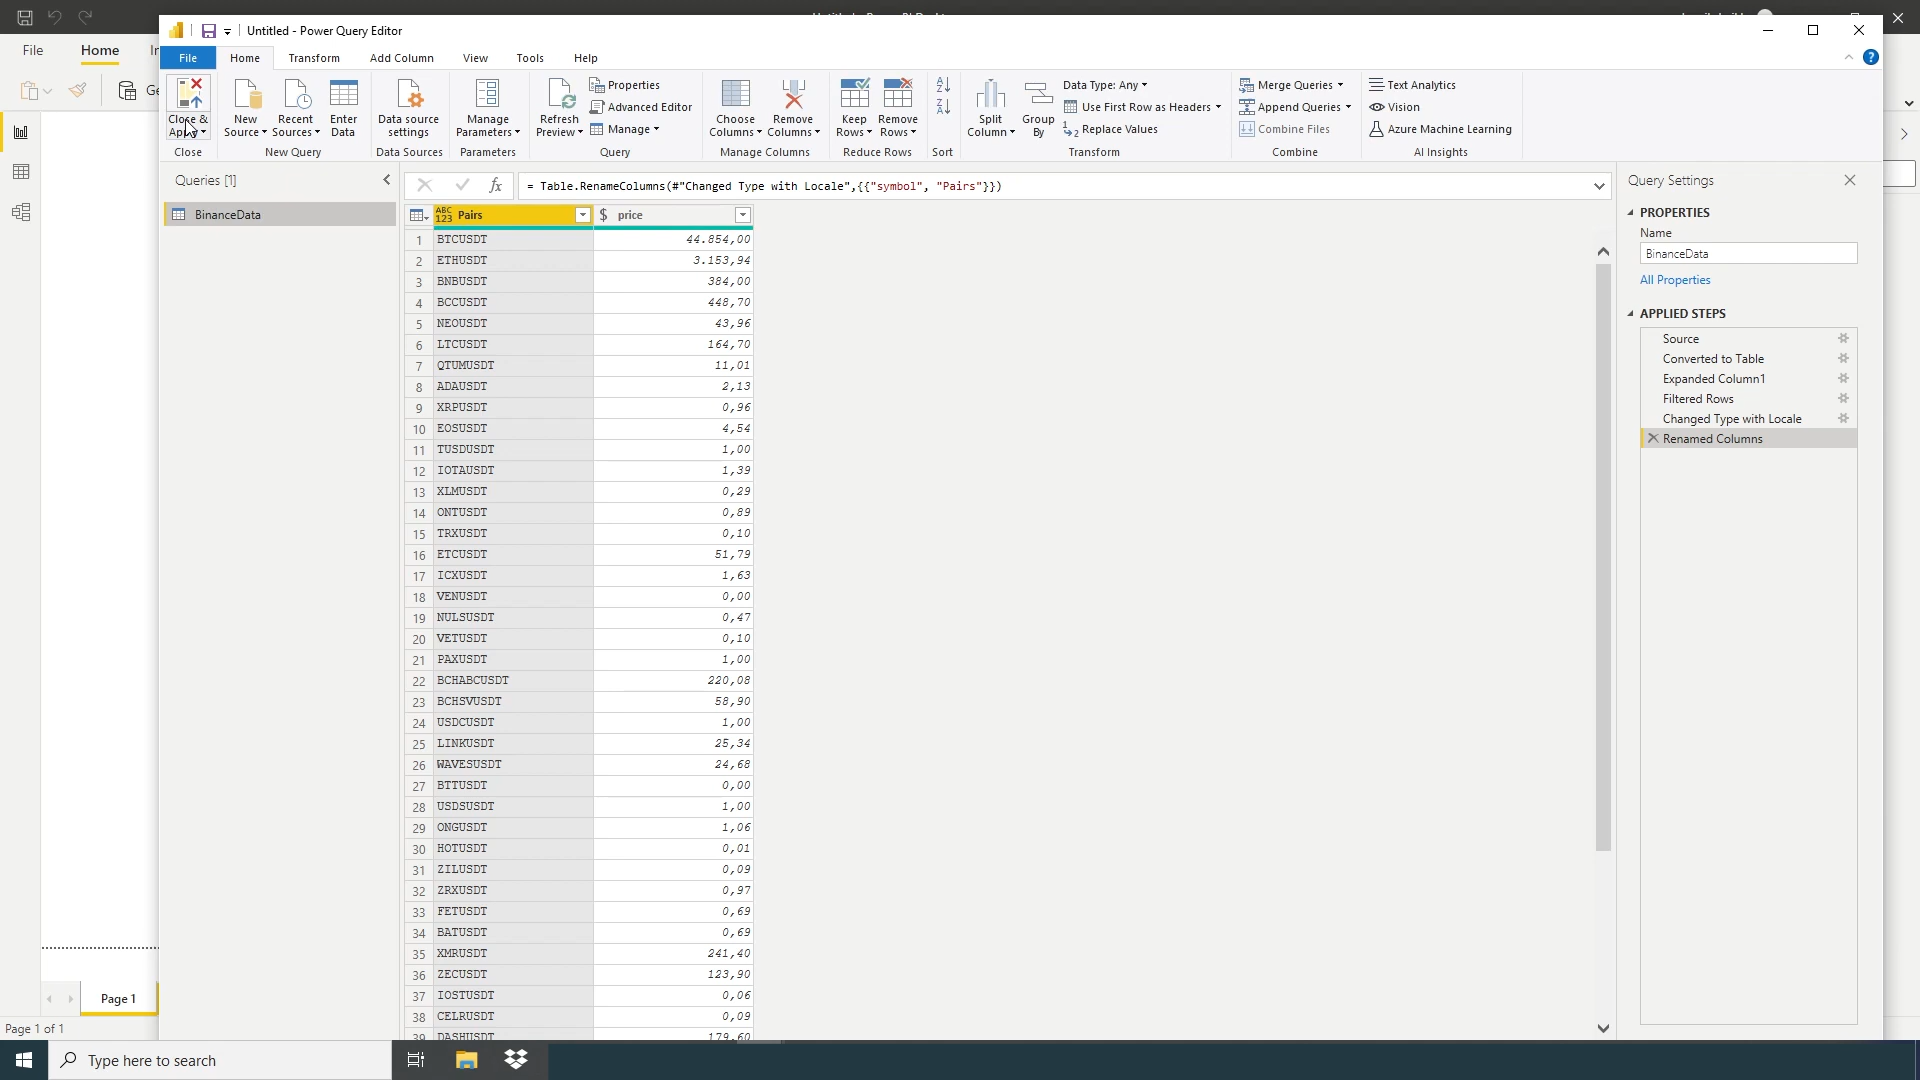 Untitled - Power Query Editor
File
Home
File
Home
Transform
Add Column
View
Tools
Help
Close &
Apply
New
Source
Recent
Sources
Enter
Data
Data source
settings
Manage
Parameters
Refresh
Preview
Properties
Advanced Editor
Manage
Choose
Columns
Remove
Columns
Keep
Rows
Remove
Rows
Split
Column
Group
By
Data Type: Any
Use First Row as Headers
Replace Values
Merge Queries
Append Queries
Combine Files
Text Analytics
Vision
Azure Machine Learning
Close
New Query
Data Sources
Parameters
Query
Manage Columns
Reduce Rows
Sort
Transform
Combine
AI Insights
Queries [1]
BinanceData
fx
= Table.RenameColumns(#"Changed Type with Locale",{{"symbol", "Pairs"}})
ABC 123 Pairs $ price
1 BTCUSDT 44.854,00
2 ETHUSDT 3.153,94
3 BNBUSDT 384,00
4 BCCUSDT 448,70
5 NEOUSDT 43,96
6 LTCUSDT 164,70
7 QTUMUSDT 11,01
8 ADAUSDT 2,13
9 XRPUSDT 0,96
10 EOSUSDT 4,54
11 TUSDUSDT 1,00
12 IOTAUSDT 1,39
13 XLMUSDT 0,29
14 ONTUSDT 0,89
15 TRXUSDT 0,10
16 ETCUSDT 51,79
17 ICXUSDT 1,63
18 VENUSDT 0,00
19 NULSUSDT 0,47
20 VETUSDT 0,10
21 PAXUSDT 1,00
22 BCHABCUSDT 220,08
23 BCHSVUSDT 58,90
24 USDCUSDT 1,00
25 LINKUSDT 25,34
26 WAVESUSDT 24,68
27 BTTUSDT 0,00
28 USDSUSDT 1,00
29 ONGUSDT 1,06
30 HOTUSDT 0,01
31 ZILUSDT 0,09
32 ZRXUSDT 0,97
33 FETUSDT 0,69
34 BATUSDT 0,69
35 XMRUSDT 241,40
36 ZECUSDT 123,90
37 IOSTUSDT 0,06
38 CELRUSDT 0,09
39 DASHUSDT 179,60
Query Settings
PROPERTIES
Name
BinanceData
All Properties
APPLIED STEPS
Source
Converted to Table
Expanded Column1
Filtered Rows
Changed Type with Locale
Renamed Columns
Page 1
Page 1 of 1
Type here to search